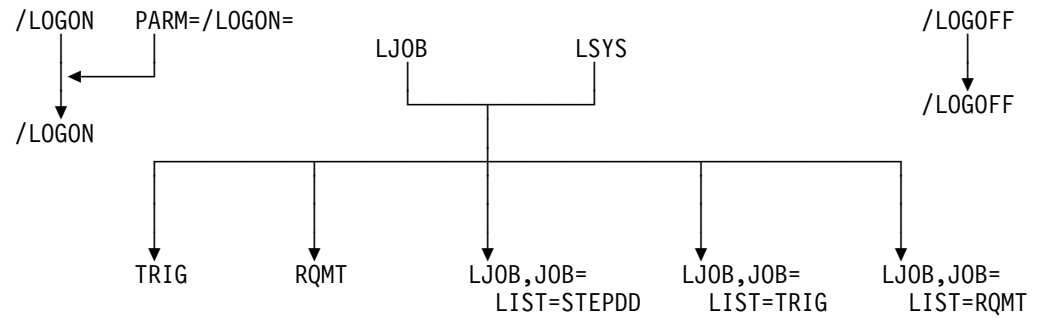 /LOGON PARM=/LOGON=
/LOGOFF
LJOB LSYS
/LOGOFF
/LOGON
TRIG RQMT LJOB,JOB= LJOB,JOB= LJOB,JOB=
LIST=STEPDD LIST=TRIG LIST=RQMT